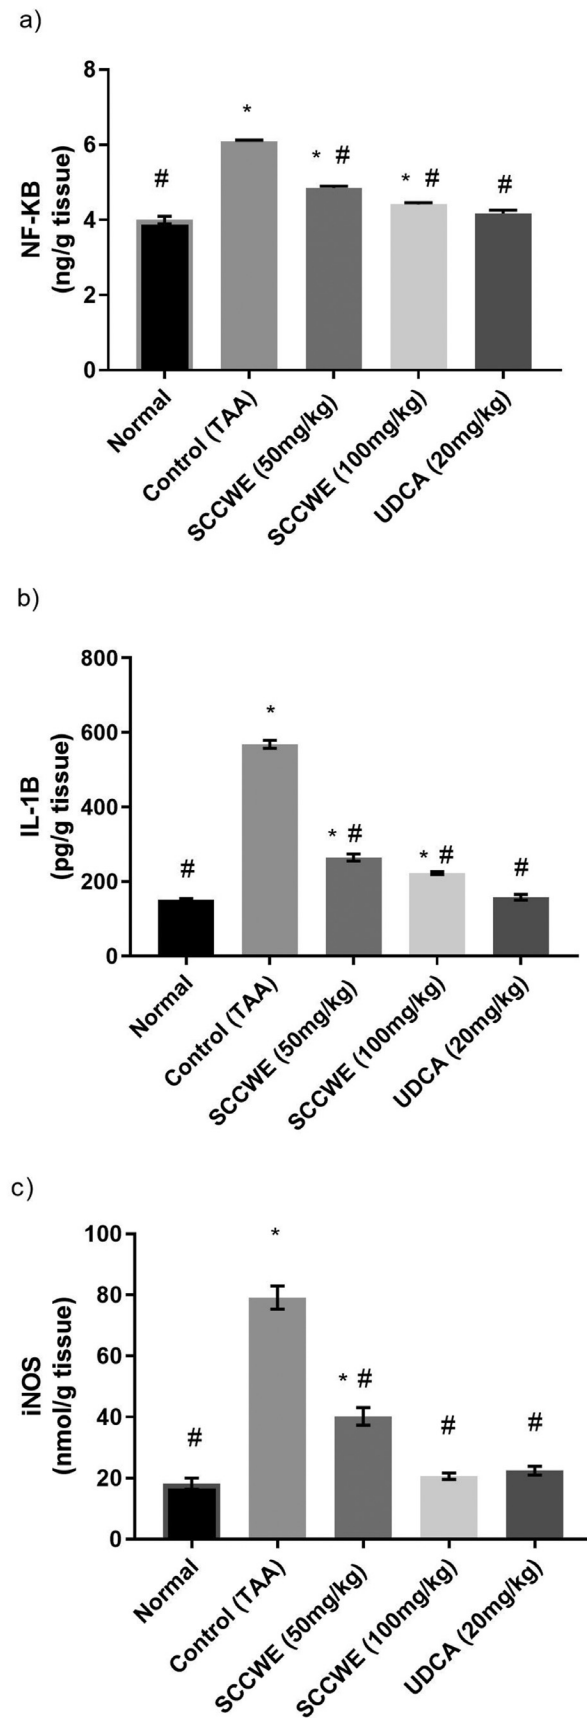 a)
NF-KB
(ng/g tissue)
8
6
4
2
0
#
*
* #
* #
#
Normal
Control (TAA)
SCCWE (50mg/kg)
SCCWE (100mg/kg)
UDCA (20mg/kg)
b)
IL-1B
(pg/g tissue)
800
600
400
200
0
#
*
* #
* #
#
Normal
Control (TAA)
SCCWE (50mg/kg)
SCCWE (100mg/kg)
UDCA (20mg/kg)
c)
iNOS
(nmol/g tissue)
100
80
60
40
20
0
#
*
* #
#
#
Normal
Control (TAA)
SCCWE (50mg/kg)
SCCWE (100mg/kg)
UDCA (20mg/kg)